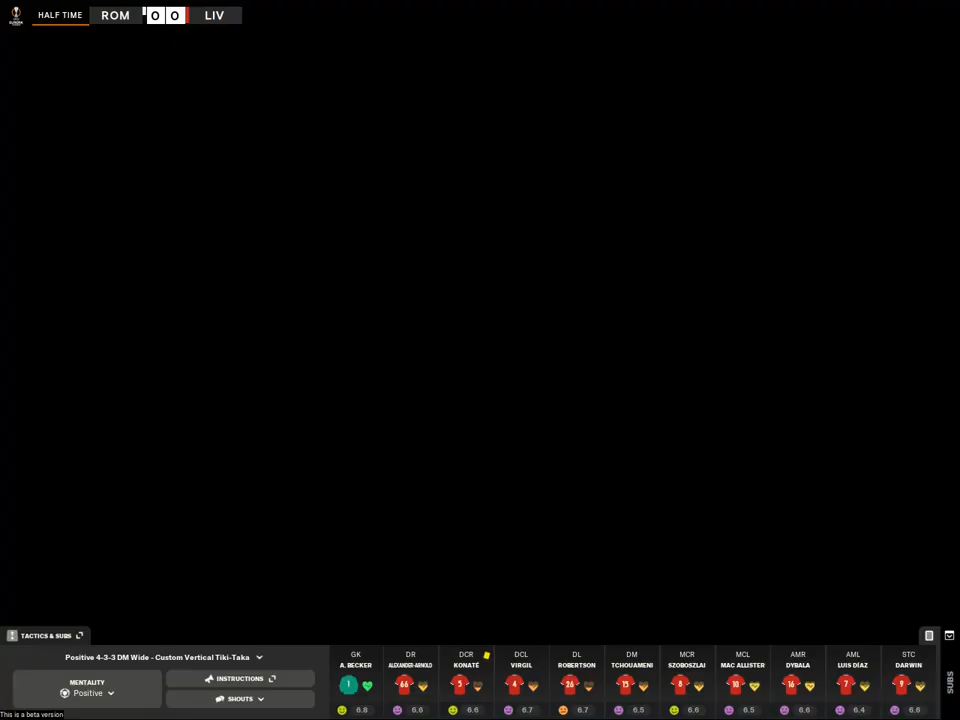 HALF TIME ROM 0 0 LIV
TACTICS & SUBS
Positive 4-3-3 DM Wide - Custom Vertical Tiki-Taka
MENTALITY
Positive
INSTRUCTIONS
SHOUTS
GK DR DCR DCL DL DM MCR MCL AMR AML STC
A. BECKER ALEXANDER-ARNOLD KONATÉ VIRGIL ROBERTSON TCHOUAMENI SZOBOSZLAI MAC ALLISTER DYBALA LUIS DÍAZ DARWIN
1 66 5 4 26 15 8 10 16 7 9
6.8 6.6 6.6 6.7 6.7 6.5 6.6 6.5 6.6 6.4 6.6
SUBS
This is a beta version